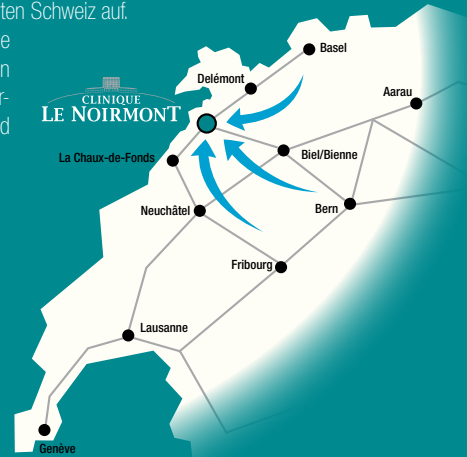 ten Schweiz auf.
e
n
r-
d
Basel
Delémont
Aarau
CLINIQUE
LE NOIRMONT
La Chaux-de-Fonds
Biel/Bienne
Neuchâtel
Bern
Fribourg
Lausanne
Genève